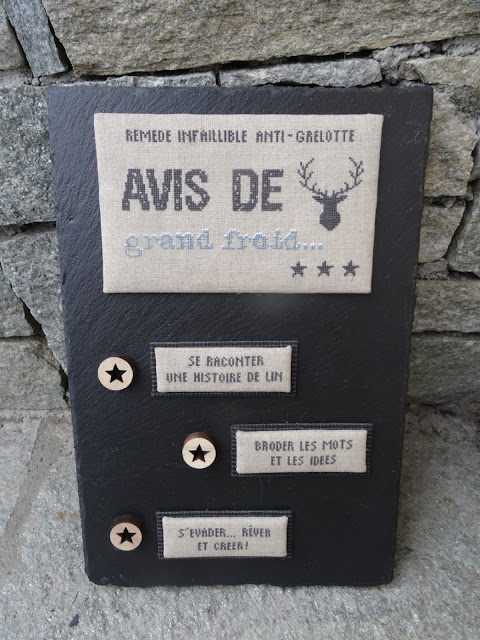 REMEDE INFAILLIBLE ANTI-GRELOTTE
AVIS DE
grand froid...
SE RACONTER
UNE HISTOIRE DE LIN
BRODER LES MOTS
ET LES IDEES
S'EVADER... RÊVER
ET CREER!